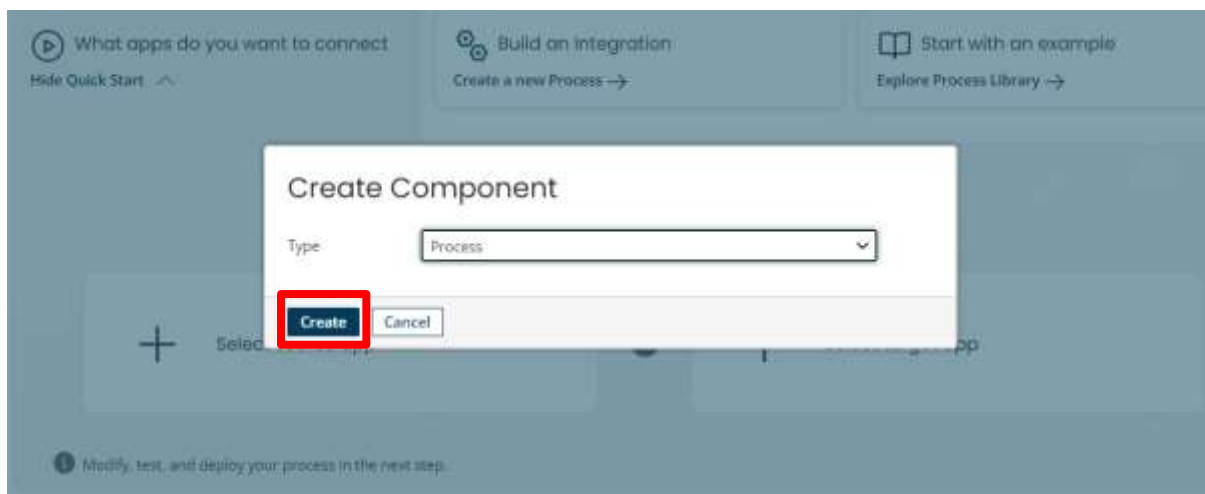 What apps do you want to connect
Hide Quick Start
Build an Integration
Create a new Process
Start with an example
Explore Process Library
Create Component
Type
Process
Create
Cancel
Selec
pp
Modify, test, and deploy your process in the next step.